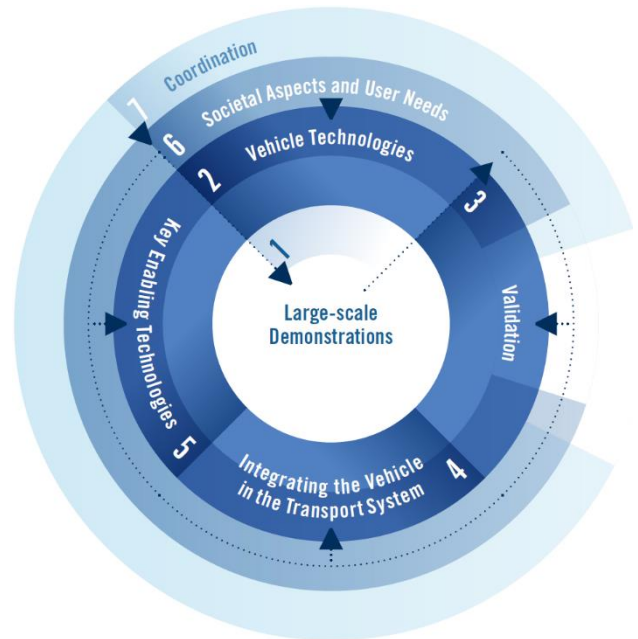 7 Coordination
6 Societal Aspects and User Needs
2 Vehicle Technologies
1
Large-scale
Demonstrations
3
Validation
Key Enabling Technologies
5
Integrating the Vehicle
in the Transport System
4